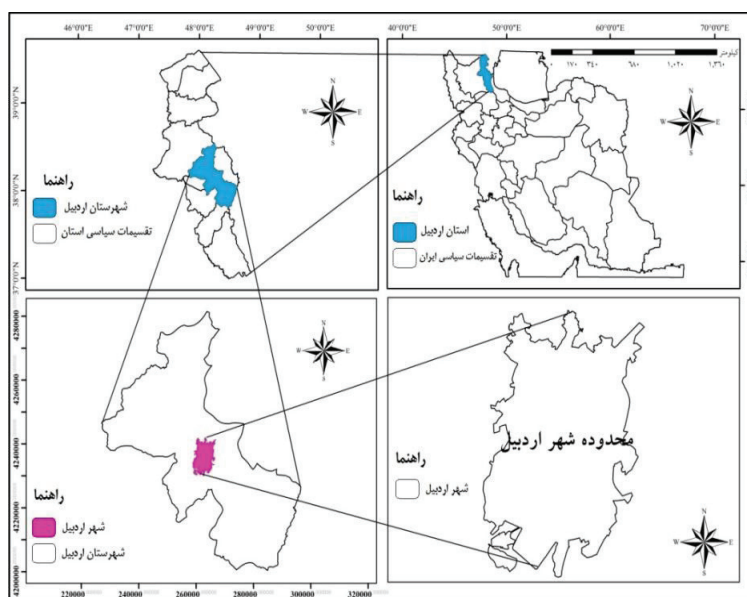 46°0'0"E 47°0'0"E 48°0'0"E 49°0'0"E 50°0'0"E
39°0'0"N
38°0'0"N
37°0'0"N
N
W E
S
راهنما
شهرستان اردبیل
تقسیمات سیاسی استان
40°0'0"E 50°0'0"E 60°0'0"E 70°0'0"E
کیلومتر
۰ ۱۷۰ ۳۴۰ ۶۸۰ ۱,۰۲۰ ۱,۳۶۰
N
W E
S
راهنما
استان اردبیل
تقسیمات سیاسی ایران
4280000
4260000
4240000
4220000
4200000
N
W E
S
راهنما
شهر اردبیل
شهرستان اردبیل
220000 240000 260000 280000 300000 320000
محدوده شهر اردبیل
راهنما
شهر اردبیل
N
W E
S